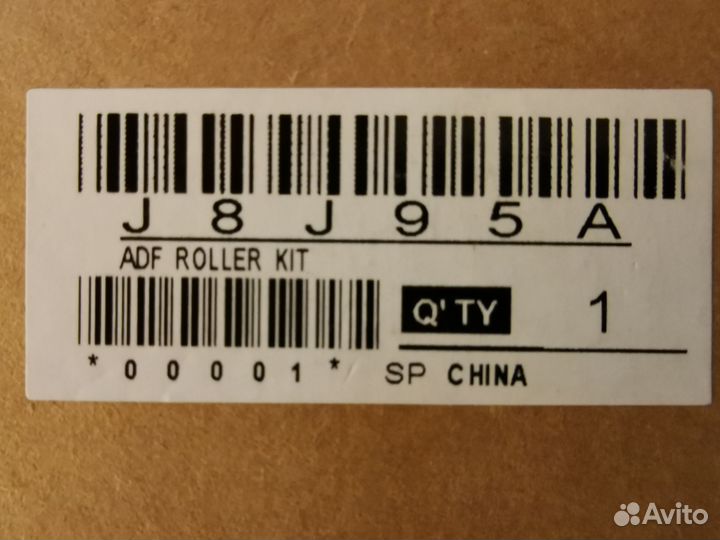 J8J95A
ADF ROLLER KIT
Q'TY 1
*00001* SP CHINA
Avito